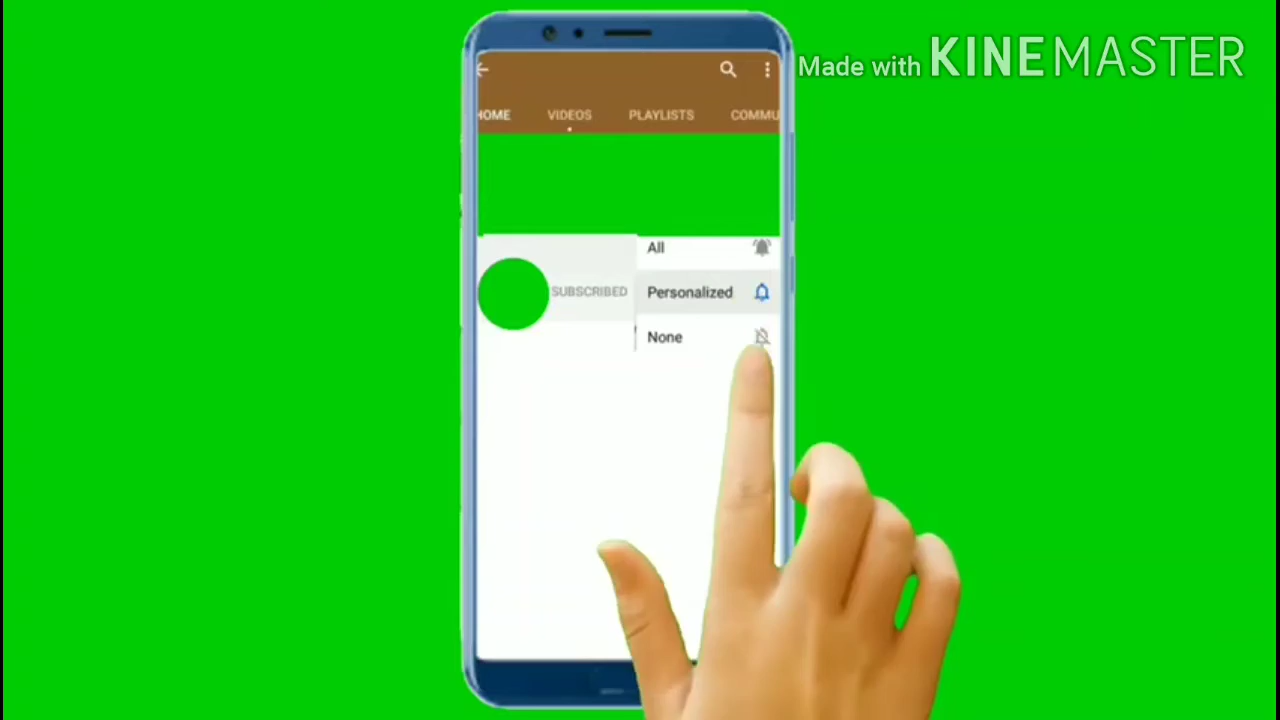 Made with KINEMASTER
HOME VIDEOS PLAYLISTS COMMU
All
SUBSCRIBED Personalized
None